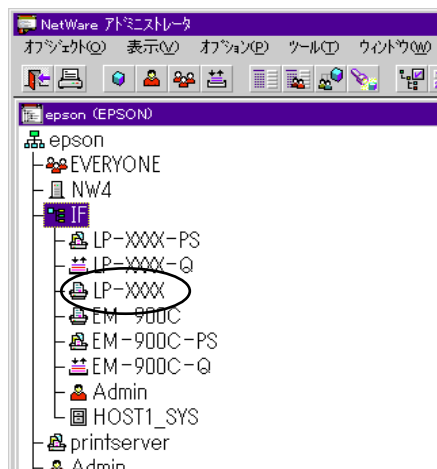 NetWare アドミニストレータ
オブジェクト(O) 表示(V) オプション(P) ツール(T) ウィンドウ(W)
epson (EPSON)
epson
EVERYONE
NW4
IF
LP-XXXX-PS
LP-XXXX-Q
LP-XXXX
EM-900C
EM-900C-PS
EM-900C-Q
Admin
HOST1_SYS
printserver
Admin